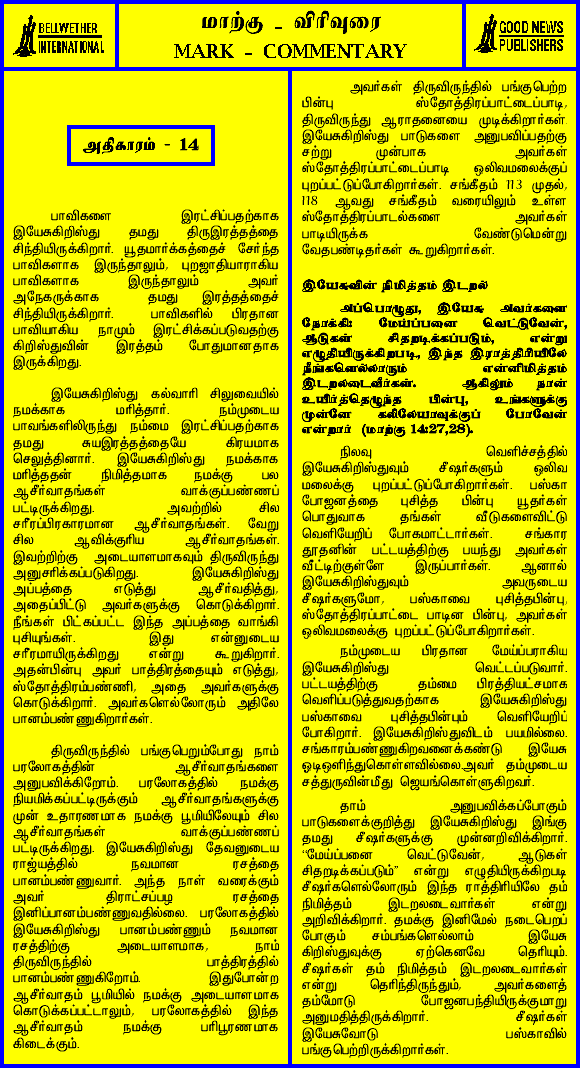 BELLWETHER
INTERNATIONAL
மாற்கு - விரிவுரை
MARK - COMMENTARY
GOOD NEWS
PUBLISHERS
அதிகாரம் - 14
பாவிகளை இரட்சிப்பதற்காக
இயேசுகிறிஸ்து தமது திருஇரத்தத்தை
சிந்தியிருக்கிறார். யூதமார்க்கத்தைச் சேர்ந்த
பாவிகளாக இருந்தாலும், புறஜாதியாராகிய
பாவிகளாக இருந்தாலும் அவர்
அநேகருக்காக தமது இரத்தத்தைச்
சிந்தியிருக்கிறார். பாவிகளில் பிரதான
பாவியாகிய நாமும் இரட்சிக்கப்படுவதற்கு
கிறிஸ்துவின் இரத்தம் போதுமானதாக
இருக்கிறது.
இயேசுகிறிஸ்து கல்வாரி சிலுவையில்
நமக்காக மரித்தார். நம்முடைய
பாவங்களிலிருந்து நம்மை இரட்சிப்பதற்காக
தமது சுயஇரத்தத்தையே கிரயமாக
செலுத்தினார். இயேசுகிறிஸ்து நமக்காக
மரித்ததன் நிமித்தமாக நமக்கு பல
ஆசீர்வாதங்கள் வாக்குப்பண்ணப்
பட்டிருக்கிறது. அவற்றில் சில
சரீரப்பிரகாரமான ஆசீர்வாதங்கள். வேறு
சில ஆவிக்குரிய ஆசீர்வாதங்கள்.
இவற்றிற்கு அடையாளமாகவும் திருவிருந்து
அனுசரிக்கப்படுகிறது. இயேசுகிறிஸ்து
அப்பத்தை எடுத்து ஆசீர்வதித்து,
அதைப்பிட்டு அவர்களுக்கு கொடுக்கிறார்.
நீங்கள் பிட்கப்பட்ட இந்த அப்பத்தை வாங்கி
புசியுங்கள். இது என்னுடைய
சரீரமாயிருக்கிறது என்று கூறுகிறார்.
அதன்பின்பு அவர் பாத்திரத்தையும் எடுத்து,
ஸ்தோத்திரம்பண்ணி, அதை அவர்களுக்கு
கொடுக்கிறார். அவர்களெல்லோரும் அதிலே
பானம்பண்ணுகிறார்கள்.
திருவிருந்தில் பங்குபெறும்போது நாம்
பரலோகத்தின் ஆசீர்வாதங்களை
அனுபவிக்கிறோம். பரலோகத்தில் நமக்கு
நியமிக்கப்பட்டிருக்கும் ஆசீர்வாதங்களுக்கு
முன் உதாரணமாக நமக்கு பூமியிலேயும் சில
ஆசீர்வாதங்கள் வாக்குப்பண்ணப்
பட்டிருக்கிறது. இயேசுகிறிஸ்து தேவனுடைய
ராஜ்யத்தில் நவமான ரசத்தை
பானம்பண்ணுவார். அந்த நாள் வரைக்கும்
அவர் திராட்சப்பழ ரசத்தை
இனிப்பானம்பண்ணுவதில்லை. பரலோகத்தில்
இயேசுகிறிஸ்து பானம்பண்ணும் நவமான
ரசத்திற்கு அடையாளமாக, நாம்
திருவிருந்தில் பாத்திரத்தில்
பானம்பண்ணுகிறோம். இதுபோன்ற
ஆசீர்வாதம் பூமியில் நமக்கு அடையாளமாக
கொடுக்கப்பட்டாலும், பரலோகத்தில் இந்த
ஆசீர்வாதம் நமக்கு பரிபூரணமாக
கிடைக்கும்.
அவர்கள் திருவிருந்தில் பங்குபெற்ற
பின்பு ஸ்தோத்திரப்பாட்டைப்பாடி,
திருவிருந்து ஆராதனையை முடிக்கிறார்கள்.
இயேசுகிறிஸ்து பாடுகளை அனுபவிப்பதற்கு
சற்று முன்பாக அவர்கள்
ஸ்தோத்திரப்பாட்டைப்பாடி ஒலிவமலைக்குப்
புறப்பட்டுப்போகிறார்கள். சங்கீதம் 113 முதல்,
118 ஆவது சங்கீதம் வரையிலும் உள்ள
ஸ்தோத்திரப்பாடல்களை அவர்கள்
பாடியிருக்க வேண்டுமென்று
வேதபண்டிதர்கள் கூறுகிறார்கள்.
இயேசுவின் நிமித்தம் இடறல்
அப்பொழுது, இயேசு அவர்களை
நோக்கி: மேய்ப்பனை வெட்டுவேன்,
ஆடுகள் சிதறடிக்கப்படும், என்று
எழுதியிருக்கிறபடி, இந்த இராத்திரியிலே
நீங்களெல்லாரும் என்னிமித்தம்
இடறலடைவீர்கள். ஆகிலும் நான்
உயிர்த்தெழுந்த பின்பு, உங்களுக்கு
முன்னே கலிலேயாவுக்குப் போவேன்
என்றார் (மாற்கு 14:27,28).
நிலவு வெளிச்சத்தில்
இயேசுகிறிஸ்துவும் சீஷர்களும் ஒலிவ
மலைக்கு புறப்பட்டுப்போகிறார்கள். பஸ்கா
போஜனத்தை புசித்த பின்பு யூதர்கள்
பொதுவாக தங்கள் வீடுகளைவிட்டு
வெளியேறிப் போகமாட்டார்கள். சங்கார
தூதனின் பட்டயத்திற்கு பயந்து அவர்கள்
வீட்டிற்குள்ளே இருப்பார்கள். ஆனால்
இயேசுகிறிஸ்துவும் அவருடைய
சீஷர்களுமோ, பஸ்காவை புசித்தபின்பு,
ஸ்தோத்திரப்பாட்டை பாடின பின்பு, அவர்கள்
ஒலிவமலைக்கு புறப்பட்டுப்போகிறார்கள்.
நம்முடைய பிரதான மேய்ப்பராகிய
இயேசுகிறிஸ்து வெட்டப்படுவார்.
பட்டயத்திற்கு தம்மை பிரத்தியட்சமாக
வெளிப்படுத்துவதற்காக இயேசுகிறிஸ்து
பஸ்காவை புசித்தபின்பும் வெளியேறிப்
போகிறார். இயேசுகிறிஸ்துவிடம் பயமில்லை.
சங்காரம்பண்ணுகிறவனைக்கண்டு இயேசு
ஓடிஒளிந்துகொள்ளவில்லை.அவர் தம்முடைய
சத்துருவின்மீது ஜெயங்கொள்ளுகிறவர்.
தாம் அனுபவிக்கப்போகும்
பாடுகளைக்குறித்து இயேசுகிறிஸ்து இங்கு
தமது சீஷர்களுக்கு முன்னறிவிக்கிறார்.
“மேய்ப்பனை வெட்டுவேன், ஆடுகள்
சிதறடிக்கப்படும்” என்று எழுதியிருக்கிறபடி
சீஷர்களெல்லோரும் இந்த ராத்திரியிலே தம்
நிமித்தம் இடறலடைவார்கள் என்று
அறிவிக்கிறார். தமக்கு இனிமேல் நடைபெறப்
போகும் சம்பங்களெல்லாம் இயேசு
கிறிஸ்துவுக்கு ஏற்கெனவே தெரியும்.
சீஷர்கள் தம் நிமித்தம் இடறலடைவார்கள்
என்று தெரிந்திருந்தும், அவர்களைத்
தம்மோடு போஜனபந்தியிருக்குமாறு
அனுமதித்திருக்கிறார். சீஷர்கள்
இயேசுவோடு பஸ்காவில்
பங்குபெற்றிருக்கிறார்கள்.